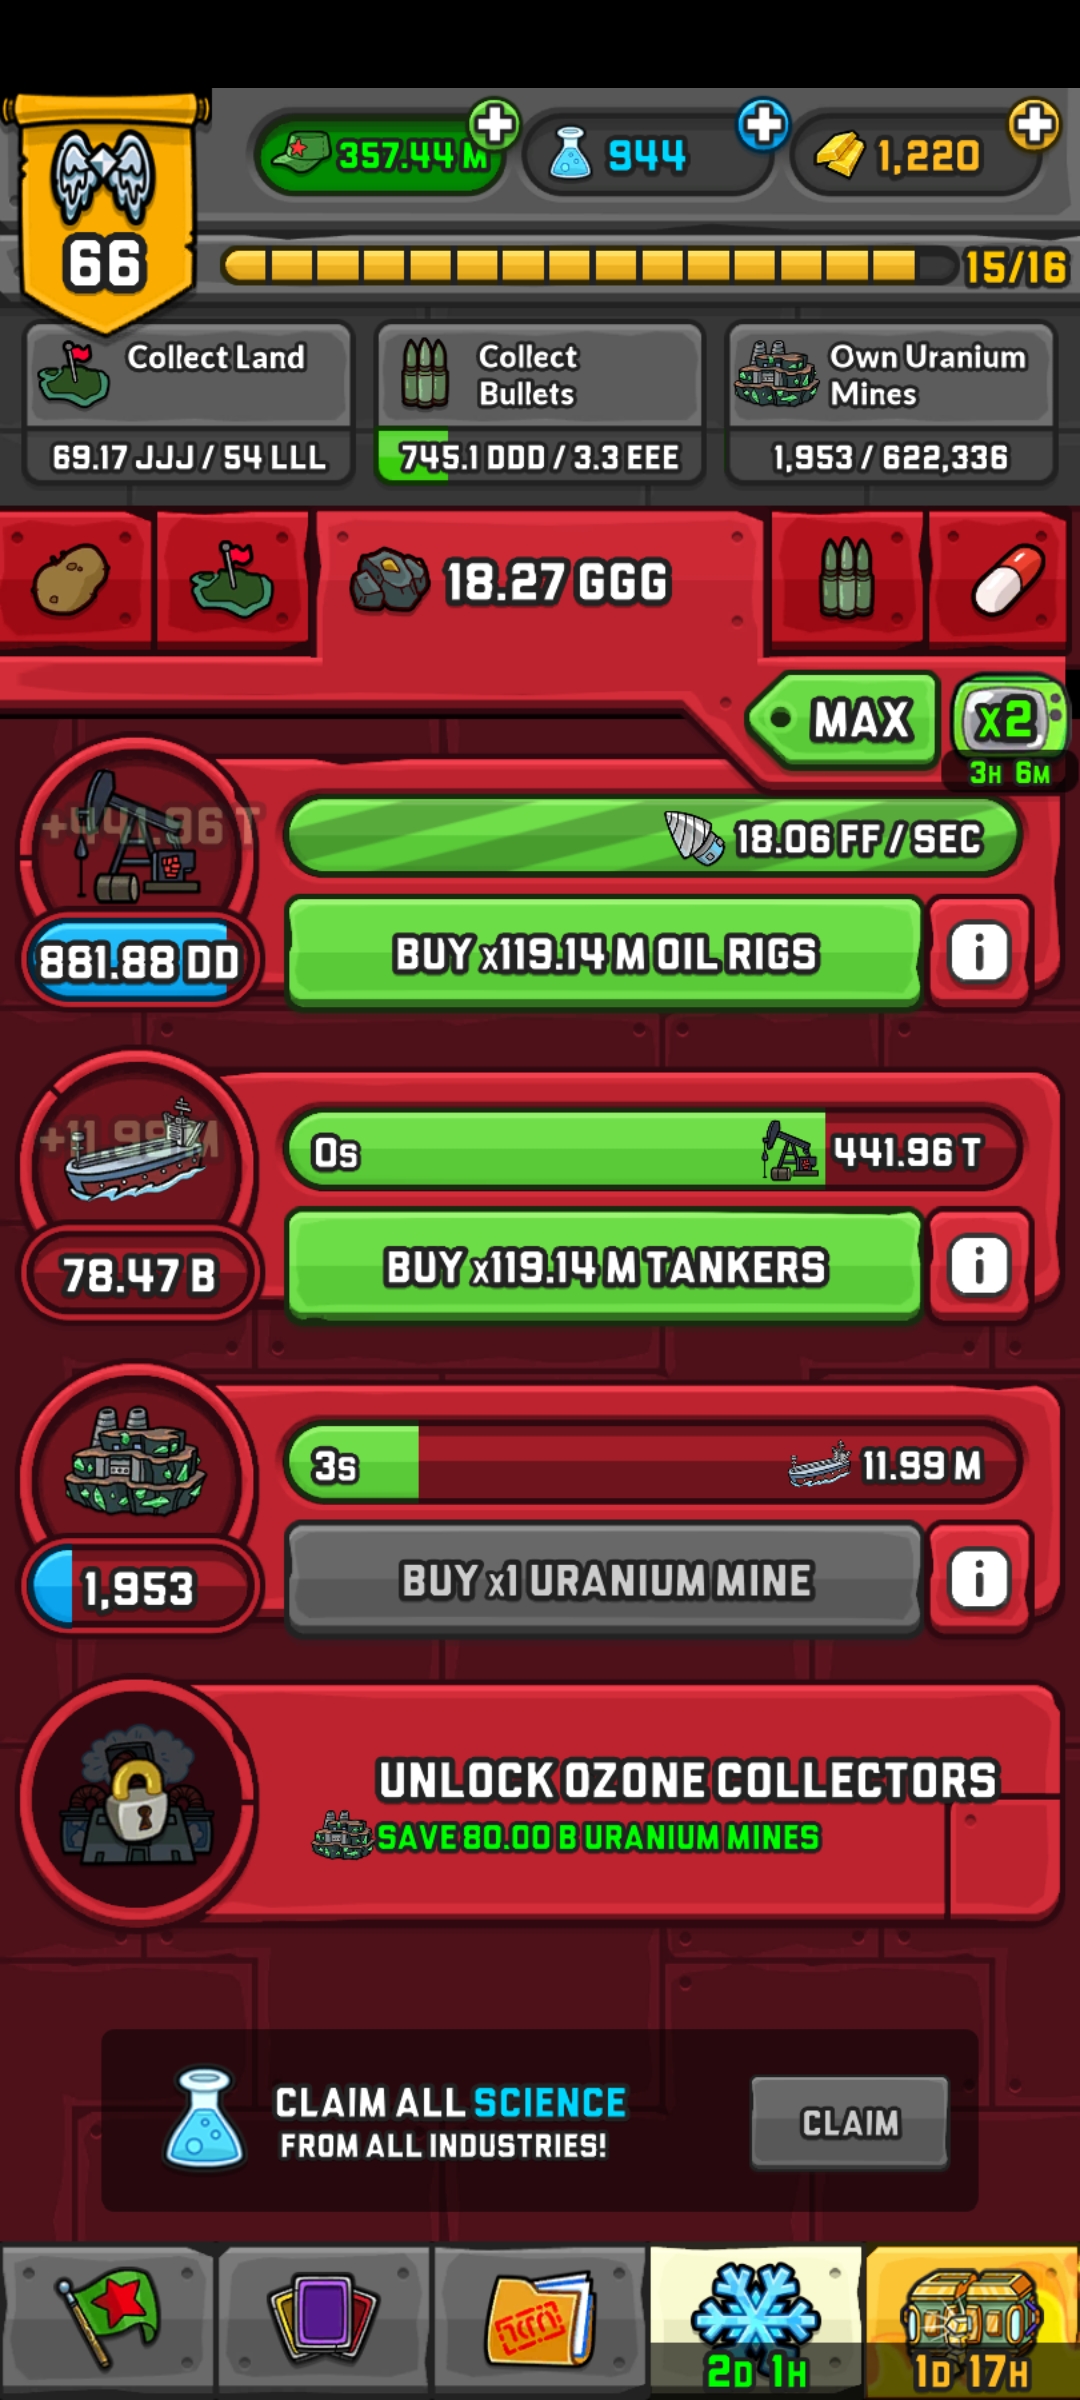 357.44 M
944
1,220
66
15/16
Collect Land
69.17 JJJ / 54 LLL
Collect
Bullets
745.1 DDD / 3.3 EEE
Own Uranium
Mines
1,953 / 622,336
18.27 GGG
MAX
x2
3H 6M
+441.96 T
18.06 FF / SEC
881.88 DD
BUY x119.14 M OIL RIGS
i
+11.99 M
0s
441.96 T
78.47 B
BUY x119.14 M TANKERS
i
3s
11.99 M
1,953
BUY x1 URANIUM MINE
i
UNLOCK OZONE COLLECTORS
SAVE 80.00 B URANIUM MINES
CLAIM ALL SCIENCE
FROM ALL INDUSTRIES!
CLAIM
2D 1H
1D 17H